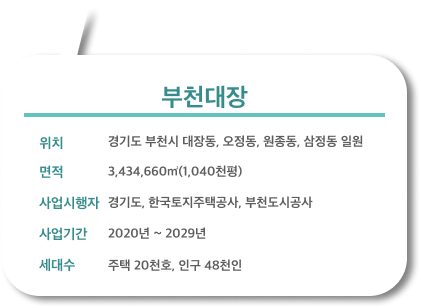 부천대장
위치 경기도 부천시 대장동, 오정동, 원종동, 삼정동 일원
면적 3,434,660㎡(1,040천평)
사업시행자 경기도, 한국토지주택공사, 부천도시공사
사업기간 2020년 ~ 2029년
세대수 주택 20천호, 인구 48천인